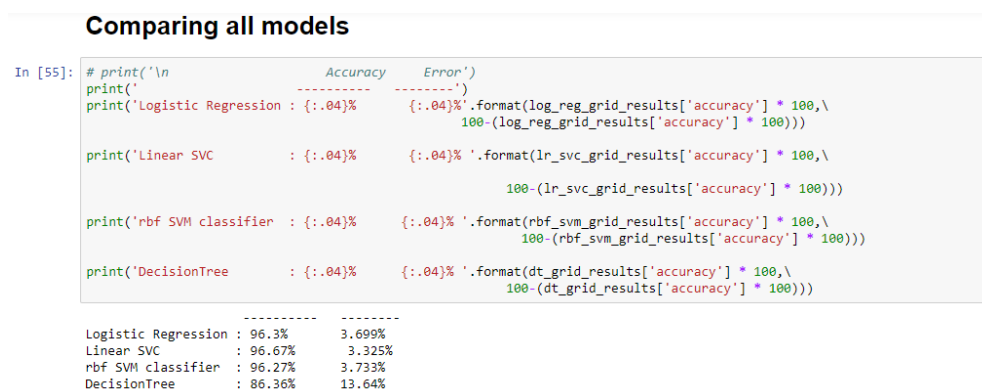 Comparing all models
In [55]: # print('\n                         Accuracy     Error')
print('                     ----------   --------')
print('Logistic Regression : {:.04}%       {:.04}%'.format(log_reg_grid_results['accuracy'] * 100,\
100-(log_reg_grid_results['accuracy'] * 100)))
print('Linear SVC          : {:.04}%       {:.04}% '.format(lr_svc_grid_results['accuracy'] * 100,\
100-(lr_svc_grid_results['accuracy'] * 100)))
print('rbf SVM classifier  : {:.04}%      {:.04}% '.format(rbf_svm_grid_results['accuracy'] * 100,\
100-(rbf_svm_grid_results['accuracy'] * 100)))
print('DecisionTree        : {:.04}%      {:.04}% '.format(dt_grid_results['accuracy'] * 100,\
100-(dt_grid_results['accuracy'] * 100)))
                     ----------   --------
Logistic Regression : 96.3%       3.699%
Linear SVC          : 96.67%       3.325%
rbf SVM classifier  : 96.27%      3.733%
DecisionTree        : 86.36%      13.64%